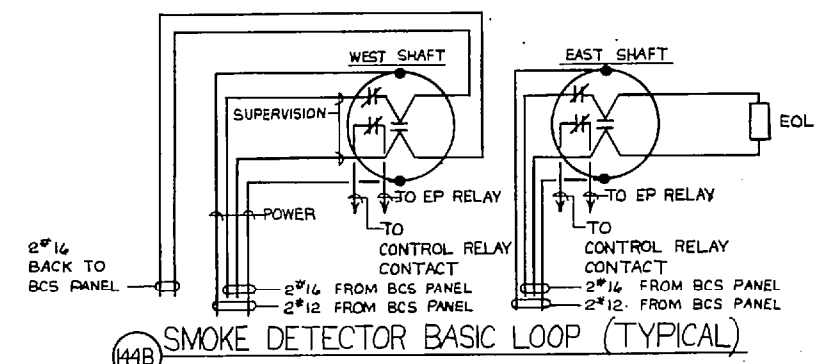 WEST SHAFT
EAST SHAFT
SUPERVISION
EOL
TO EP RELAY
TO EP RELAY
POWER
TO
CONTROL RELAY
CONTACT
TO
CONTROL RELAY
CONTACT
2#16
BACK TO
BCS PANEL
2#16 FROM BCS PANEL
2#12 FROM BCS PANEL
2#16 FROM BCS PANEL
2#12 FROM BCS PANEL
144B SMOKE DETECTOR BASIC LOOP (TYPICAL)